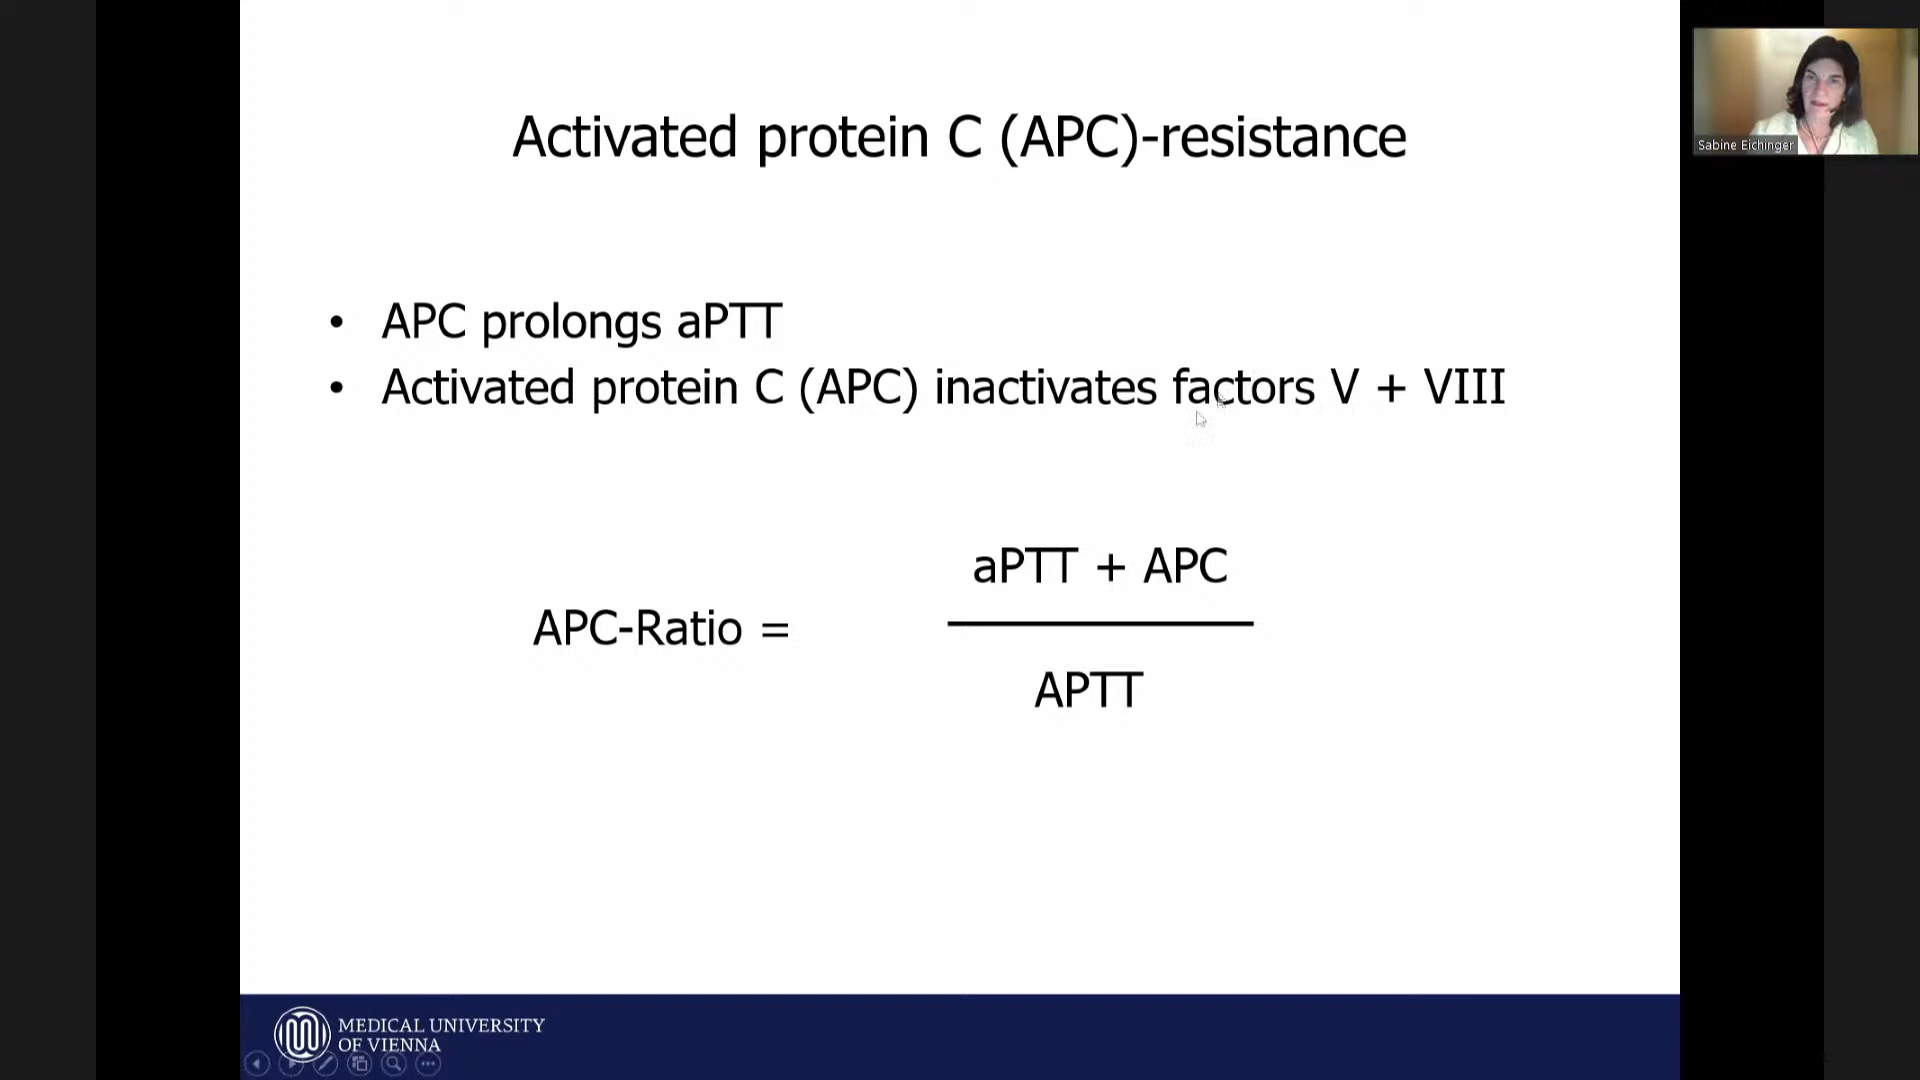 Activated protein C (APC)-resistance
Sabine Eichinger
• APC prolongs aPTT
• Activated protein C (APC) inactivates factors V + VIII
aPTT + APC
APC-Ratio =
APTT
MEDICAL UNIVERSITY
OF VIENNA